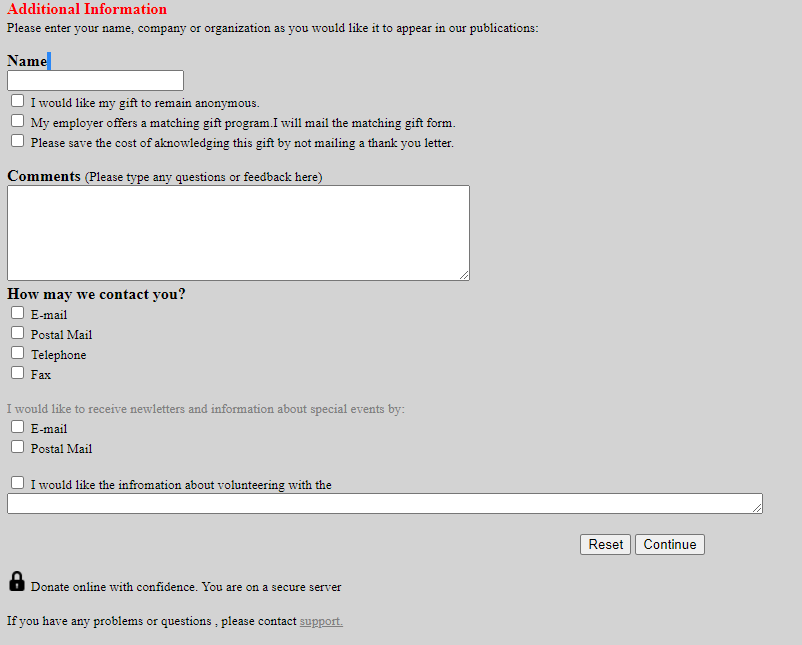 Additional Information
Please enter your name, company or organization as you would like it to appear in our publications:
Name
I would like my gift to remain anonymous.
My employer offers a matching gift program.I will mail the matching gift form.
Please save the cost of aknowledging this gift by not mailing a thank you letter.
Comments (Please type any questions or feedback here)
How may we contact you?
E-mail
Postal Mail
Telephone
Fax
I would like to receive newletters and information about special events by:
E-mail
Postal Mail
I would like the infromation about volunteering with the
Reset Continue
Donate online with confidence. You are on a secure server
If you have any problems or questions , please contact support.